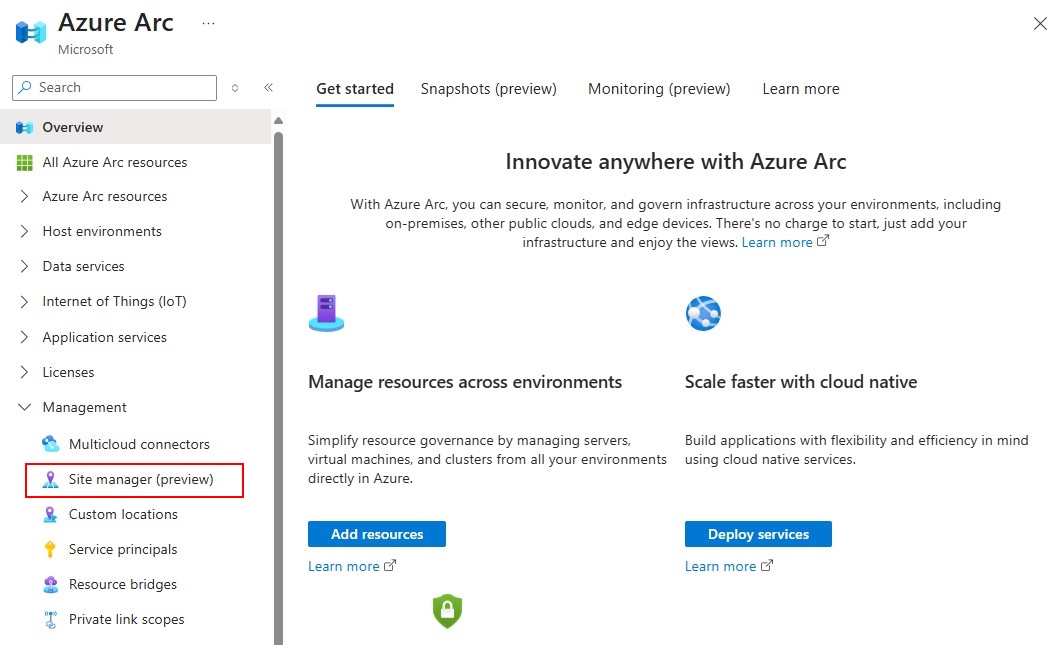 Azure Arc
...
Microsoft
Search
Overview
All Azure Arc resources
Azure Arc resources
Host environments
Data services
Internet of Things (IoT)
Application services
Licenses
Management
Multicloud connectors
Site manager (preview)
Custom locations
Service principals
Resource bridges
Private link scopes
Get started
Snapshots (preview)
Monitoring (preview)
Learn more
Innovate anywhere with Azure Arc
With Azure Arc, you can secure, monitor, and govern infrastructure across your environments, including
on-premises, other public clouds, and edge devices. There's no charge to start, just add your
infrastructure and enjoy the views. Learn more
Manage resources across environments
Simplify resource governance by managing servers,
virtual machines, and clusters from all your environments
directly in Azure.
Add resources
Learn more
Scale faster with cloud native
Build applications with flexibility and efficiency in mind
using cloud native services.
Deploy services
Learn more